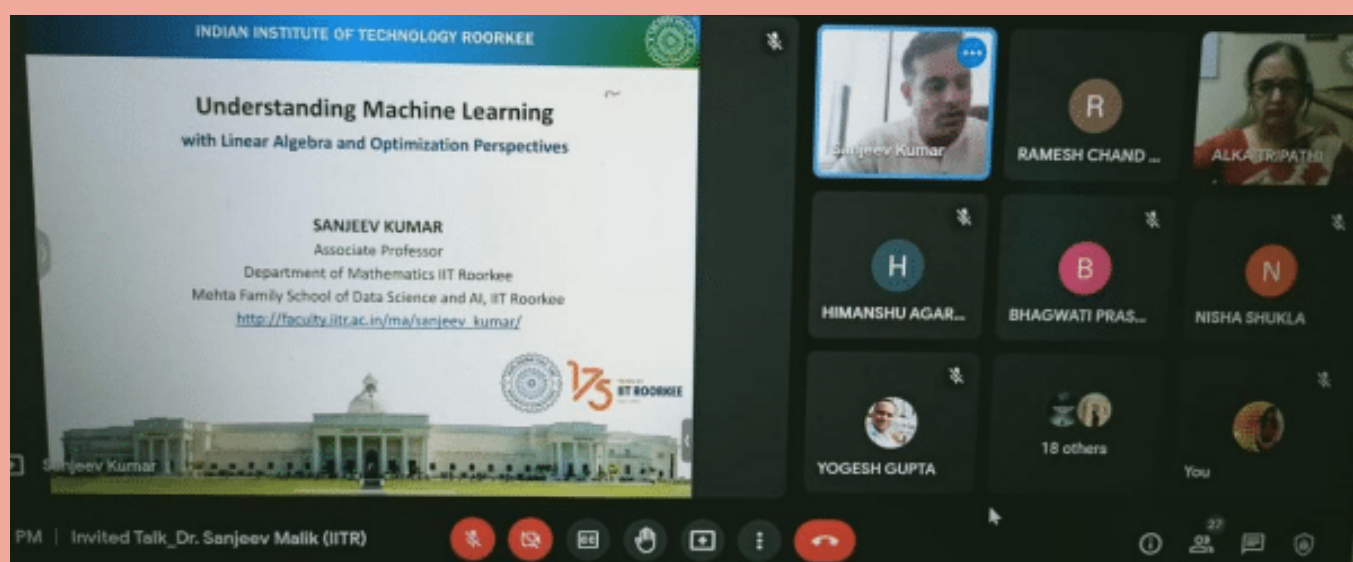 INDIAN INSTITUTE OF TECHNOLOGY ROORKEE
Understanding Machine Learning
with Linear Algebra and Optimization Perspectives
SANJEEV KUMAR
Associate Professor
Department of Mathematics IIT Roorkee
Mehta Family School of Data Science and AI, IIT Roorkee
http://faculty.iitr.ac.in/ma/sanjeev_kumar/
175
IIT ROORKEE
Sanjeev Kumar
Sanjeev Kumar
RAMESH CHAND ...
ALKA TRIPATHI
HIMANSHU AGAR...
BHAGWATI PRAS...
NISHA SHUKLA
R
H
B
N
YOGESH GUPTA
18 others
You
PM | Invited Talk_Dr. Sanjeev Malik (IITR)
27